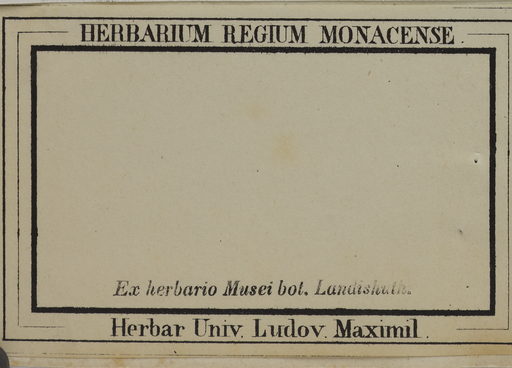 HERBARIUM REGIUM MONACENSE.
Ex herbario Musei bot. Landishuth.
Herbar Univ. Ludov. Maximil.